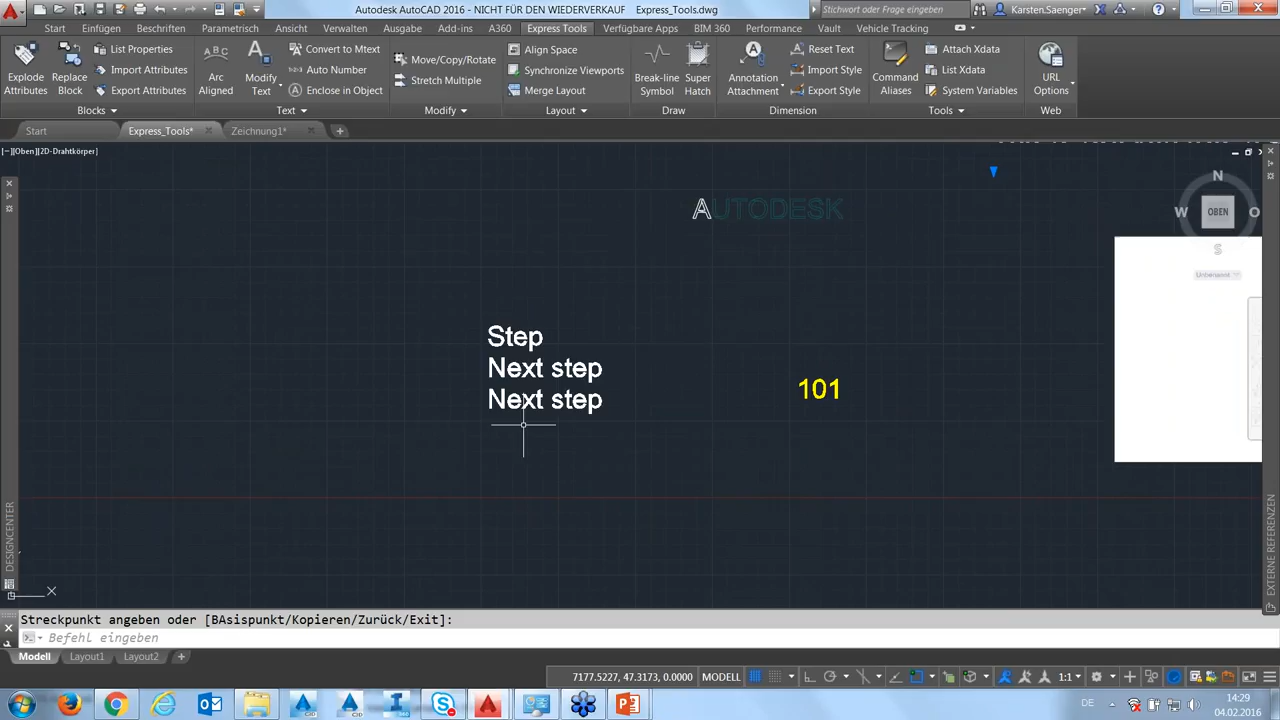 Autodesk AutoCAD 2016 - NICHT FÜR DEN WIEDERVERKAUF Express_Tools.dwg
Stichwort oder Frage eingeben
Karsten.Saenger
Start Einfügen Beschriften Parametrisch Ansicht Verwalten Ausgabe Add-ins A360 Express Tools Verfügbare Apps BIM 360 Performance Vault Vehicle Tracking
Explode Attributes
Replace Block
List Properties
Import Attributes
Export Attributes
Blocks
Arc Aligned
Modify Text
Convert to Mtext
Auto Number
Enclose in Object
Text
Move/Copy/Rotate
Stretch Multiple
Modify
Align Space
Synchronize Viewports
Merge Layout
Layout
Break-line Symbol
Super Hatch
Draw
Annotation Attachment
Reset Text
Import Style
Export Style
Dimension
Command Aliases
Attach Xdata
List Xdata
System Variables
Tools
URL Options
Web
Start Express_Tools* Zeichnung1*
[−][Oben][2D-Drahtkörper]
N
W OBEN O
S
Unbenannt
AUTODESK
Step
Next step
Next step
101
DESIGNCENTER
EXTERNE REFERENZEN
Streckpunkt angeben oder [BAsispunkt/Kopieren/Zurück/Exit]:
Befehl eingeben
Modell Layout1 Layout2
7177.5227, 47.3173, 0.0000 MODELL 1:1
DE 14:29
04.02.2016